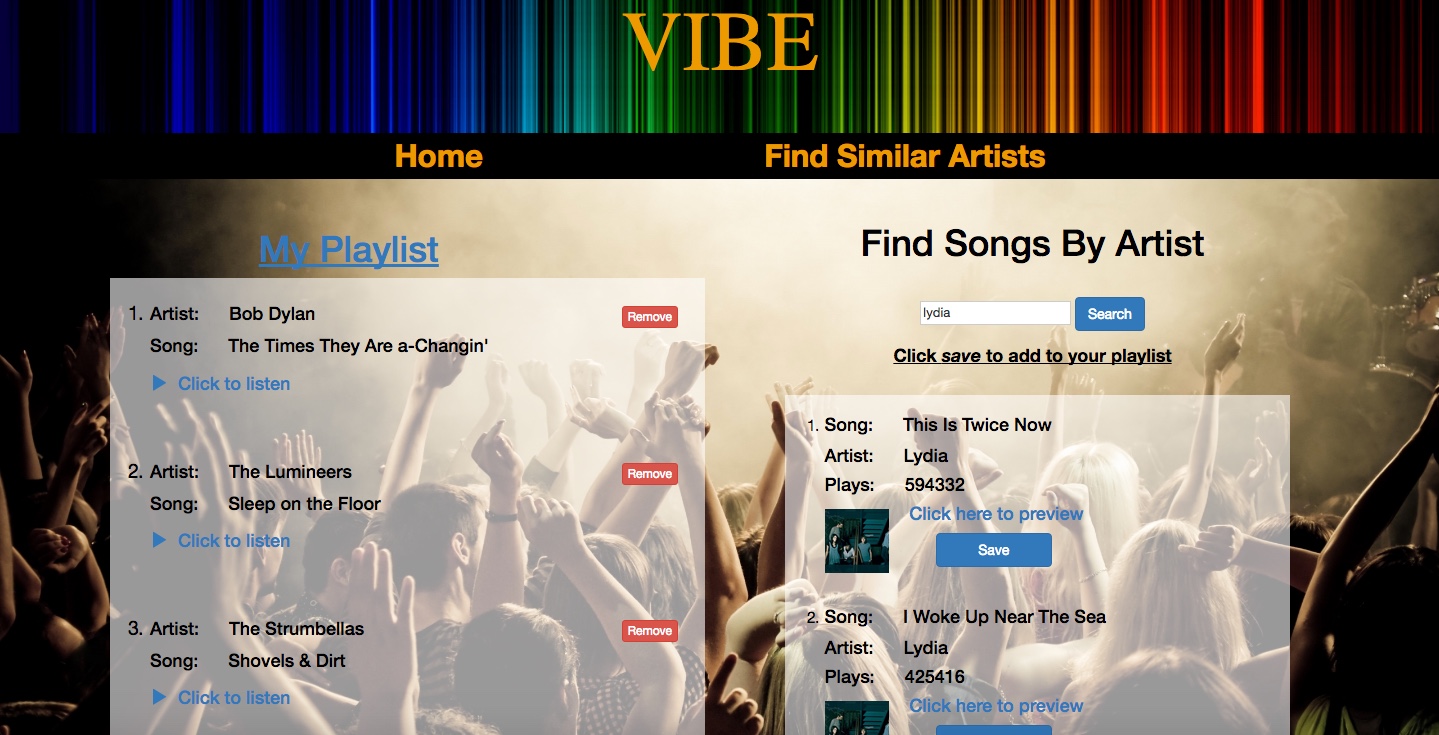 VIBE
Home
Find Similar Artists
My Playlist
1. Artist: Bob Dylan
Remove
Song: The Times They Are a-Changin'
Click to listen
2. Artist: The Lumineers
Remove
Song: Sleep on the Floor
Click to listen
3. Artist: The Strumbellas
Remove
Song: Shovels & Dirt
Click to listen
Find Songs By Artist
lydia
Search
Click save to add to your playlist
1. Song: This Is Twice Now
Artist: Lydia
Plays: 594332
Click here to preview
Save
2. Song: I Woke Up Near The Sea
Artist: Lydia
Plays: 425416
Click here to preview